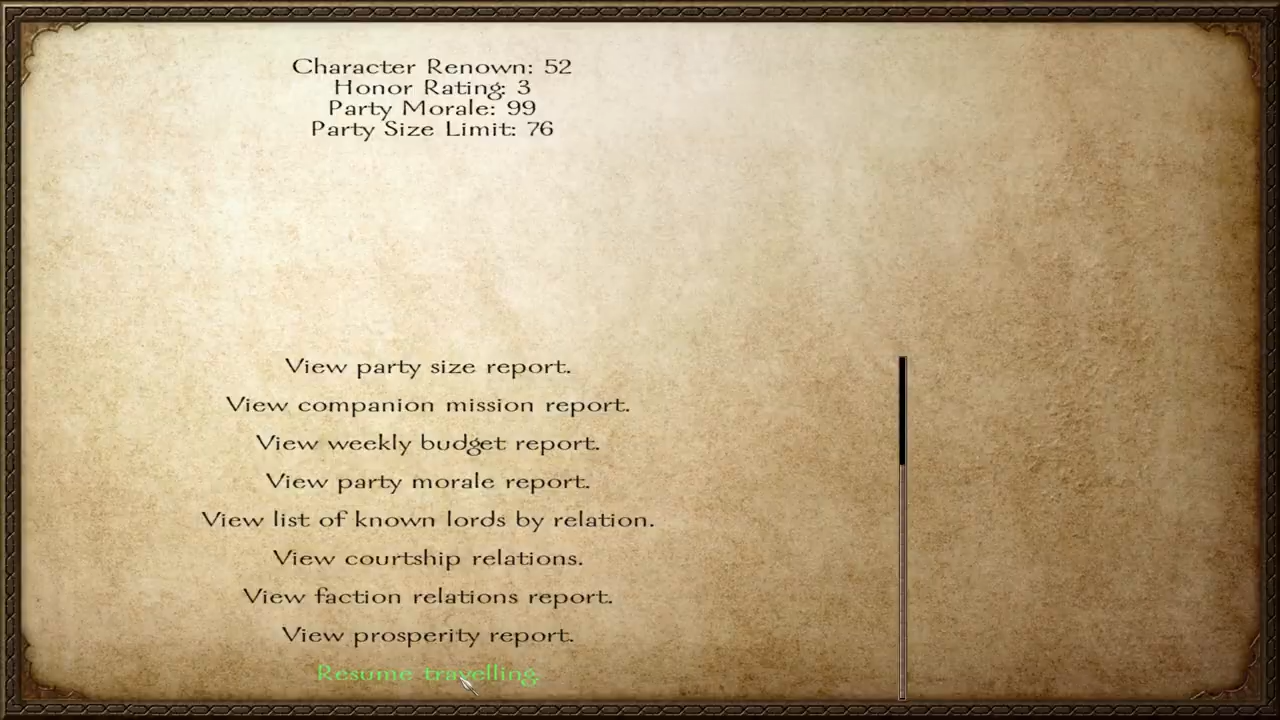 Character Renown: 52
Honor Rating: 3
Party Morale: 99
Party Size Limit: 76
View party size report.
View companion mission report.
View weekly budget report.
View party morale report.
View list of known lords by relation.
View courtship relations.
View faction relations report.
View prosperity report.
Resume travelling.